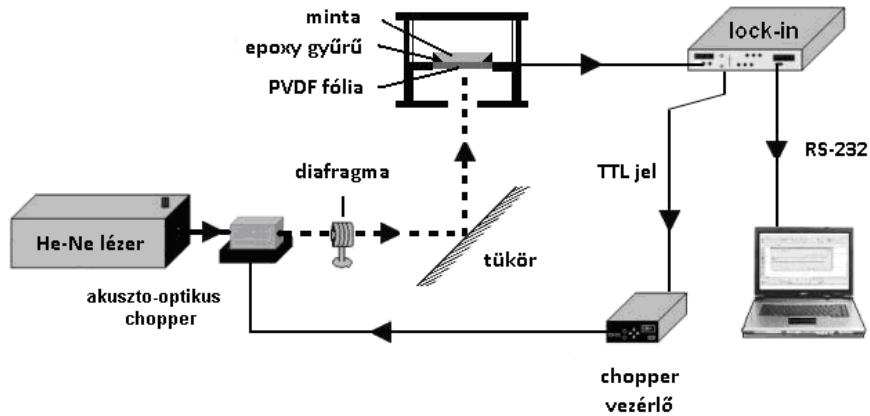 minta
epoxy gyűrű
PVDF fólia
lock-in
diafragma
TTL jel
RS-232
He-Ne lézer
tükör
akuszto-optikus
chopper
chopper
vezérlő